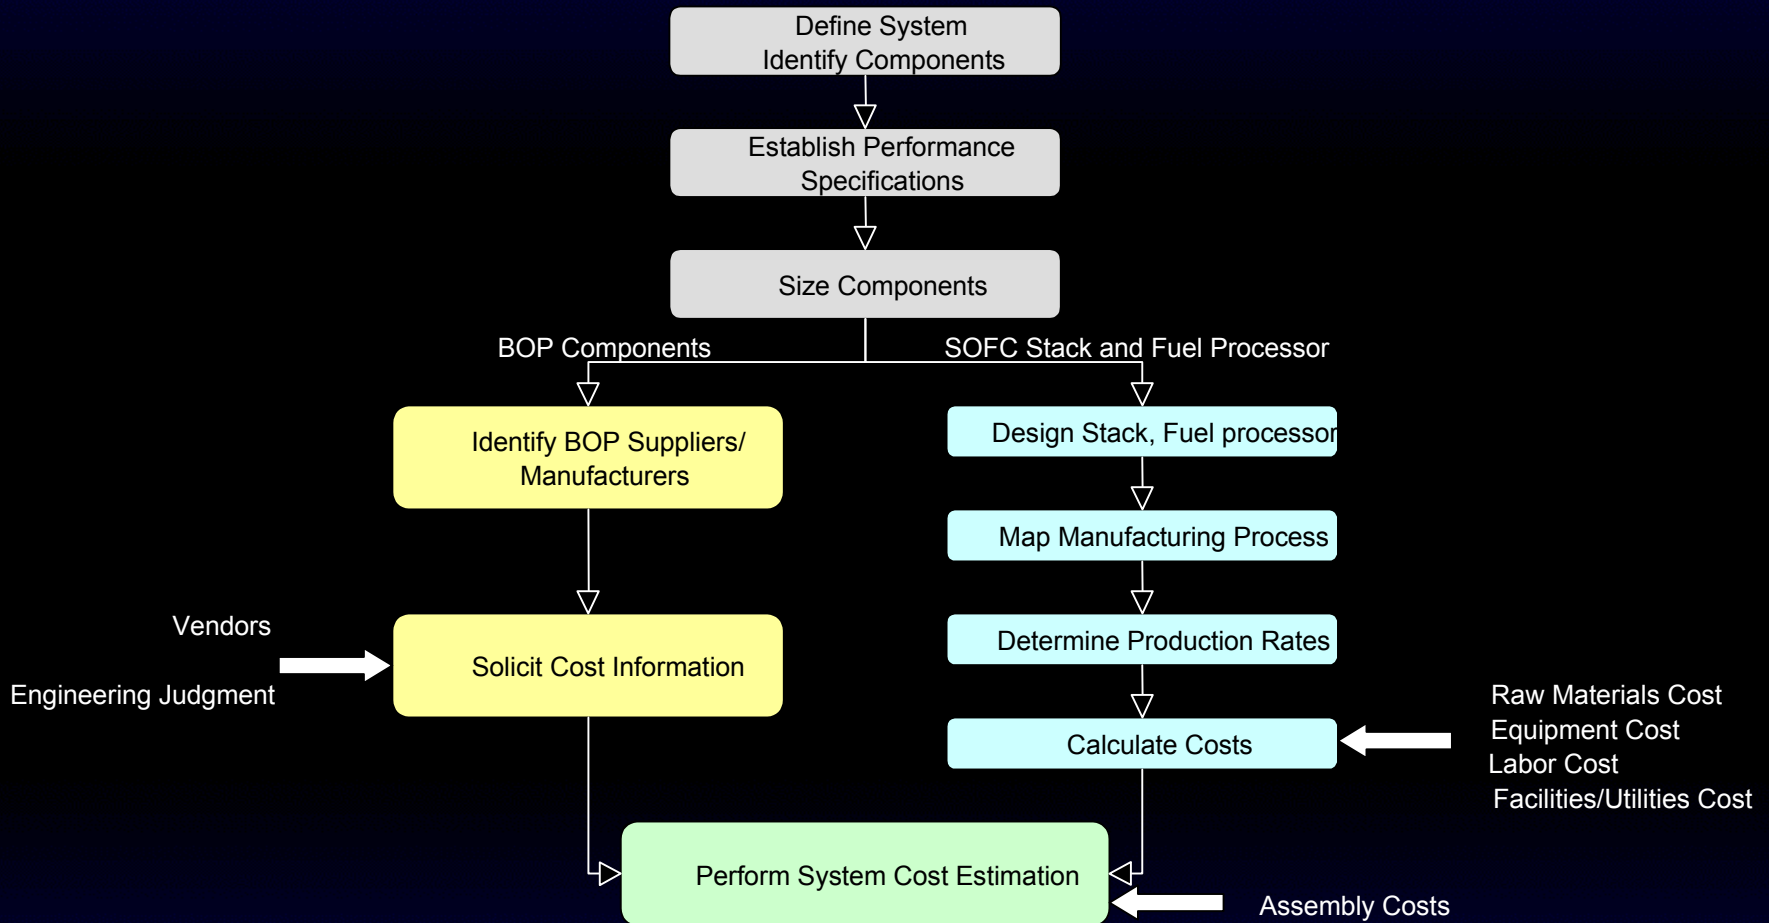 Define System
Identify Components
Establish Performance
Specifications
Size Components
BOP Components
SOFC Stack and Fuel Processor
Identify BOP Suppliers/
Manufacturers
Design Stack, Fuel processor
Map Manufacturing Process
Vendors
Engineering Judgment
Solicit Cost Information
Determine Production Rates
Calculate Costs
Raw Materials Cost
Equipment Cost
Labor Cost
Facilities/Utilities Cost
Perform System Cost Estimation
Assembly Costs